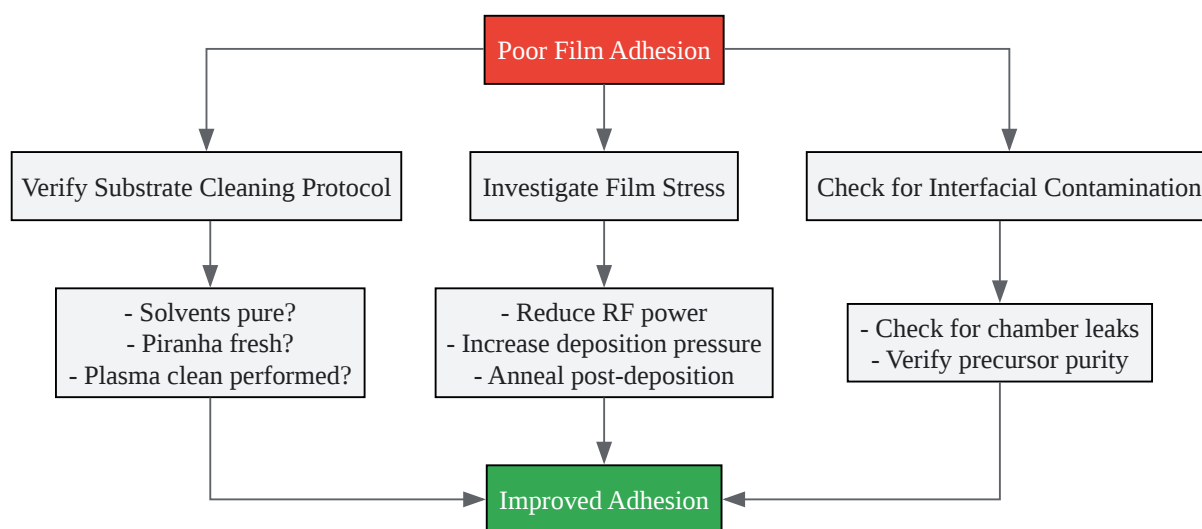 Poor Film Adhesion
Verify Substrate Cleaning Protocol
Investigate Film Stress
Check for Interfacial Contamination
- Solvents pure?
- Piranha fresh?
- Plasma clean performed?
- Reduce RF power
- Increase deposition pressure
- Anneal post-deposition
- Check for chamber leaks
- Verify precursor purity
Improved Adhesion